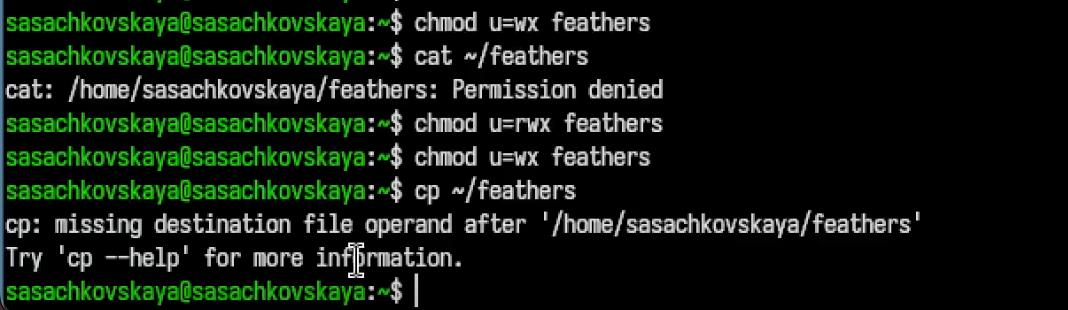 sasachkovskaya@sasachkovskaya:~$ chmod u=wx feathers
sasachkovskaya@sasachkovskaya:~$ cat ~/feathers
cat: /home/sasachkovskaya/feathers: Permission denied
sasachkovskaya@sasachkovskaya:~$ chmod u=rwx feathers
sasachkovskaya@sasachkovskaya:~$ chmod u=wx feathers
sasachkovskaya@sasachkovskaya:~$ cp ~/feathers
cp: missing destination file operand after '/home/sasachkovskaya/feathers'
Try 'cp --help' for more information.
sasachkovskaya@sasachkovskaya:~$